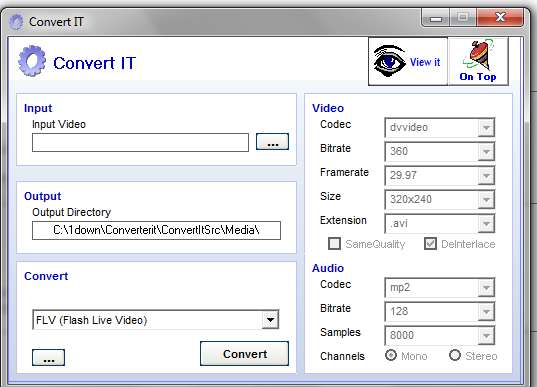 Convert IT
Convert IT
View it
On Top
Input
Input Video
...
Output
Output Directory
C:\1down\Converterit\ConvertItSrc\Media\
Convert
FLV (Flash Live Video)
...
Convert
Video
Codec
dvvideo
Bitrate
360
Framerate
29.97
Size
320x240
Extension
.avi
SameQuality
DeInterlace
Audio
Codec
mp2
Bitrate
128
Samples
8000
Channels
Mono
Stereo